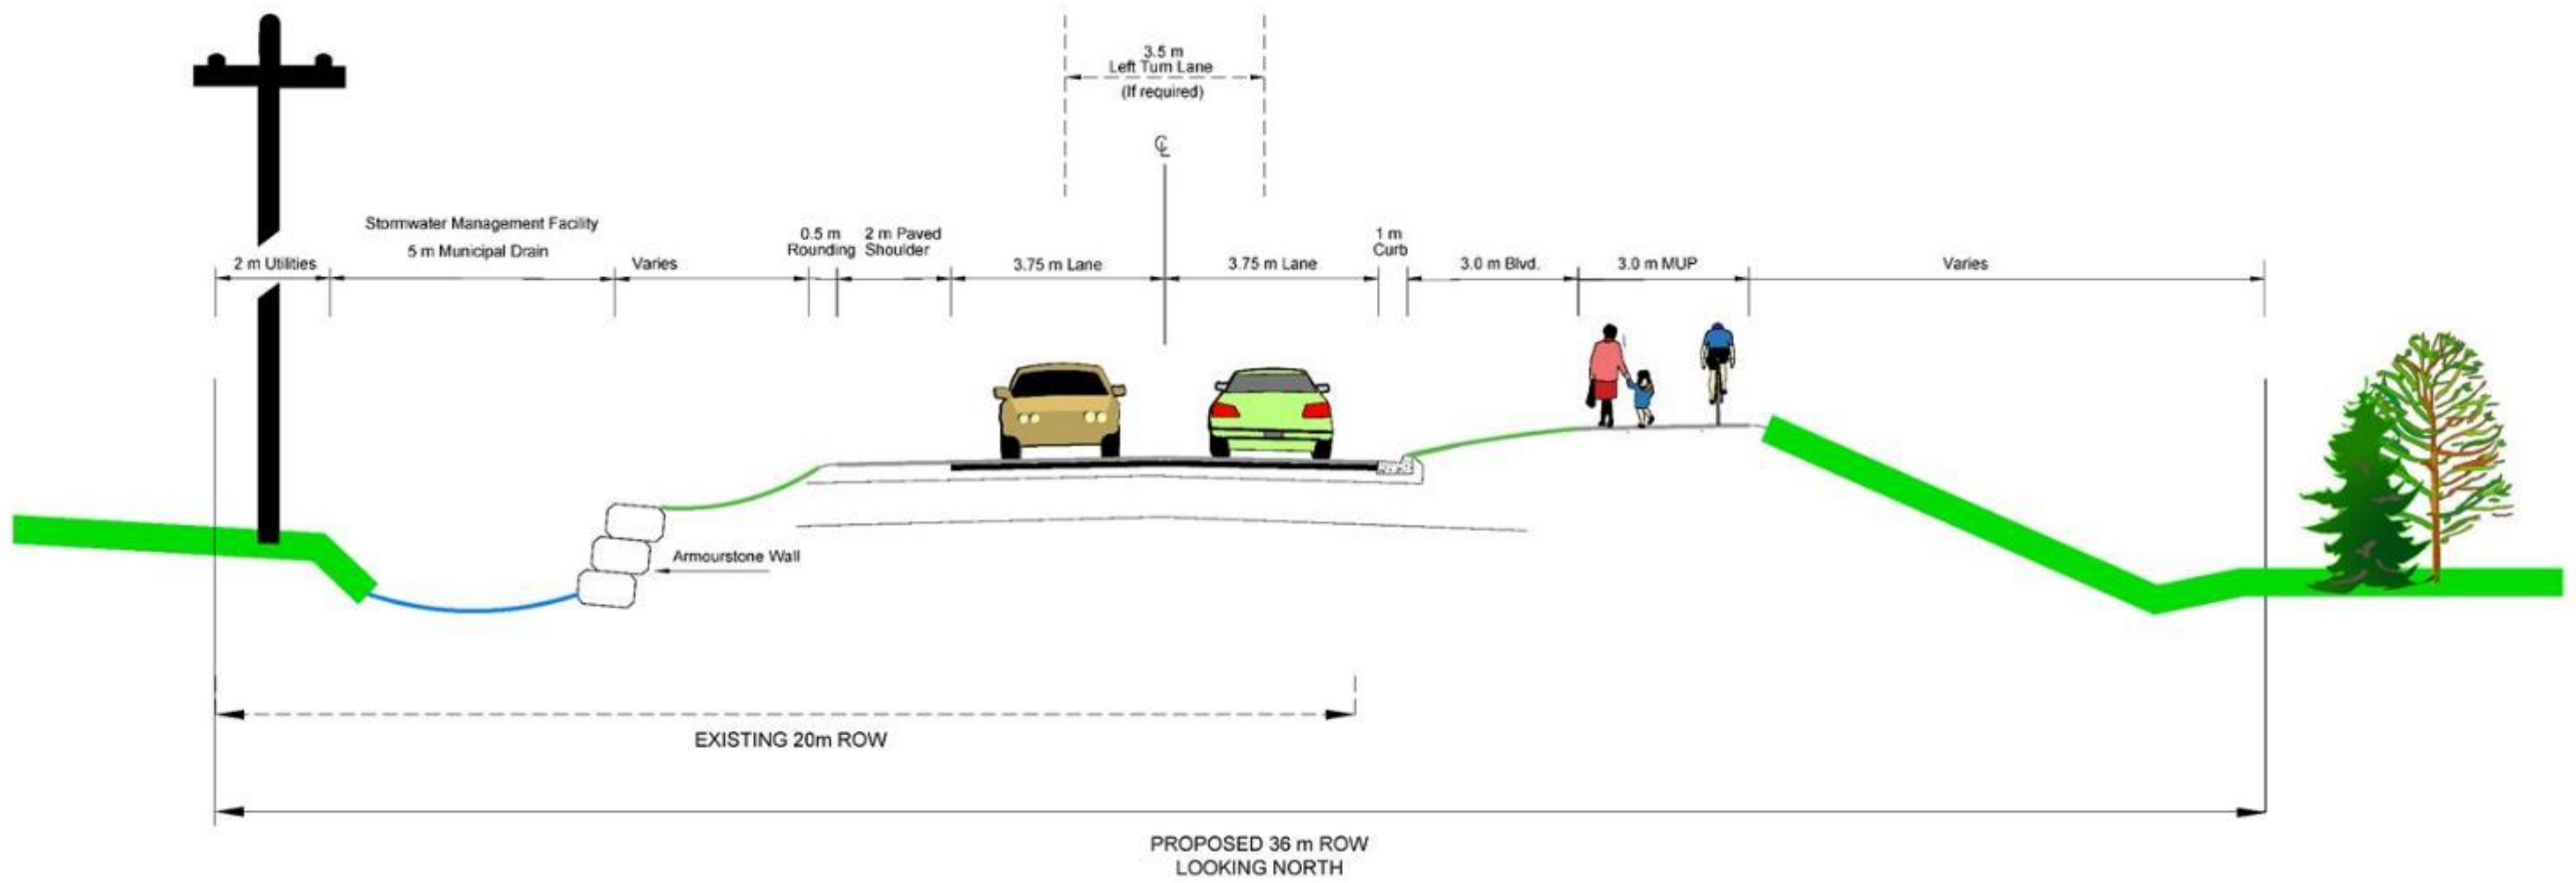 3.5 m
Left Turn Lane
(If required)
℄
Stormwater Management Facility
5 m Municipal Drain
2 m Utilities
Varies
0.5 m
Rounding
2 m Paved
Shoulder
3.75 m Lane
3.75 m Lane
1 m
Curb
3.0 m Blvd.
3.0 m MUP
Varies
Armourstone Wall
EXISTING 20m ROW
PROPOSED 36 m ROW
LOOKING NORTH